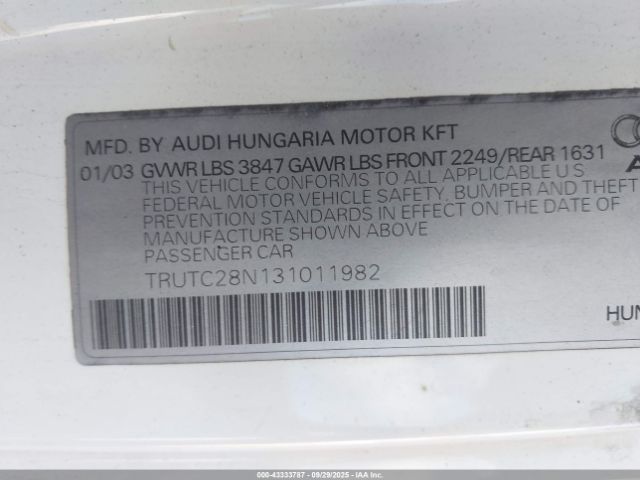 MFD. BY AUDI HUNGARIA MOTOR KFT
01/03 GVWR LBS 3847 GAWR LBS FRONT 2249/REAR 1631
THIS VEHICLE CONFORMS TO ALL APPLICABLE U S
FEDERAL MOTOR VEHICLE SAFETY, BUMPER AND THEFT
PREVENTION STANDARDS IN EFFECT ON THE DATE OF
MANUFACTURE SHOWN ABOVE
PASSENGER CAR
TRUTC28N131011982
000-43333787 - 09/29/2025 - IAA, Inc.